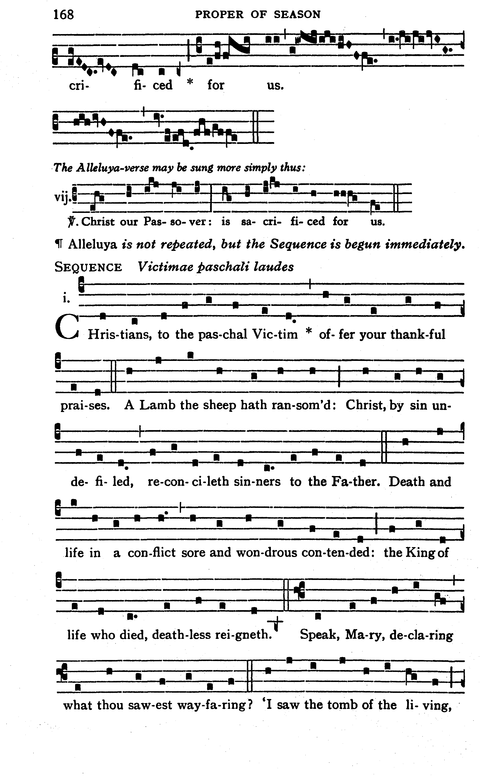 168 PROPER OF SEASON
cri- fi- ced * for us.
The Alleluya-verse may be sung more simply thus:
vij.
℣. Christ our Pas- so- ver: is sa- cri- fi- ced for us.
¶ Alleluya is not repeated, but the Sequence is begun immediately.
SEQUENCE Victimae paschali laudes
i.
CHris-tians, to the pas-chal Vic-tim * of- fer your thank-ful
prai-ses. A Lamb the sheep hath ran-som'd: Christ, by sin un-
de- fi- led, re-con- ci-leth sin-ners to the Fa-ther. Death and
life in a con-flict sore and won-drous con-ten-ded: the King of
life who died, death-less rei-gneth. Speak, Ma-ry, de-cla-ring
what thou saw-est way-fa-ring? 'I saw the tomb of the li- ving,